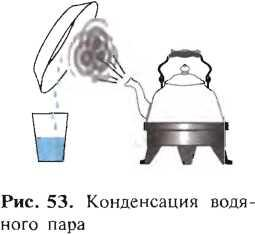 Рис. 53. Конденсация водя-
ного пара